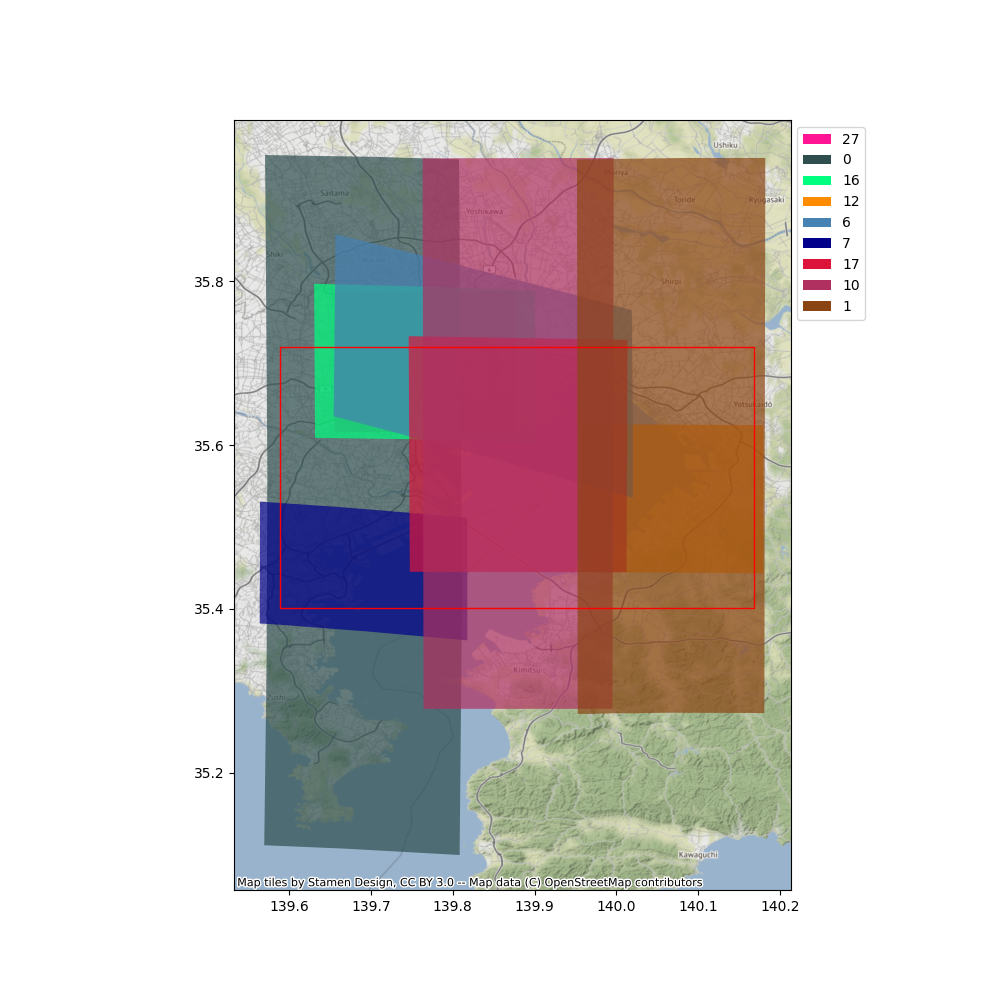 Ushiku
27
0
16
12
6
7
17
10
1
Saitama
Toride
Ryugasaki
Yoshikawa
Shiki
35.8
Shiroi
Yotsukaido
35.6
35.4
Kimitsu
Zushi
35.2
Kawaguchi
Map tiles by Stamen Design, CC BY 3.0 -- Map data (C) OpenStreetMap contributors
139.6
139.7
139.8
139.9
140.0
140.1
140.2